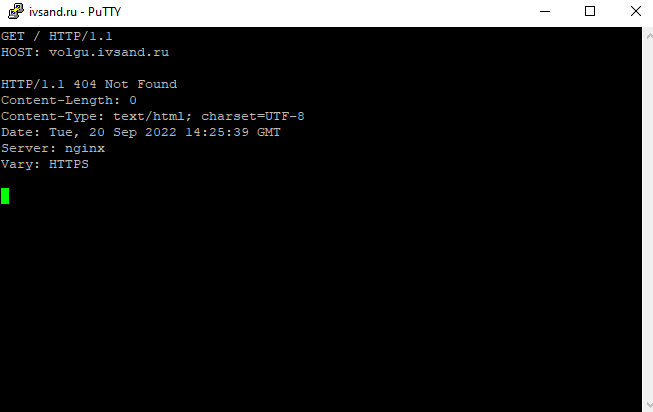 ivsand.ru - PuTTY
GET / HTTP/1.1
HOST: volgu.ivsand.ru
HTTP/1.1 404 Not Found
Content-Length: 0
Content-Type: text/html; charset=UTF-8
Date: Tue, 20 Sep 2022 14:25:39 GMT
Server: nginx
Vary: HTTPS